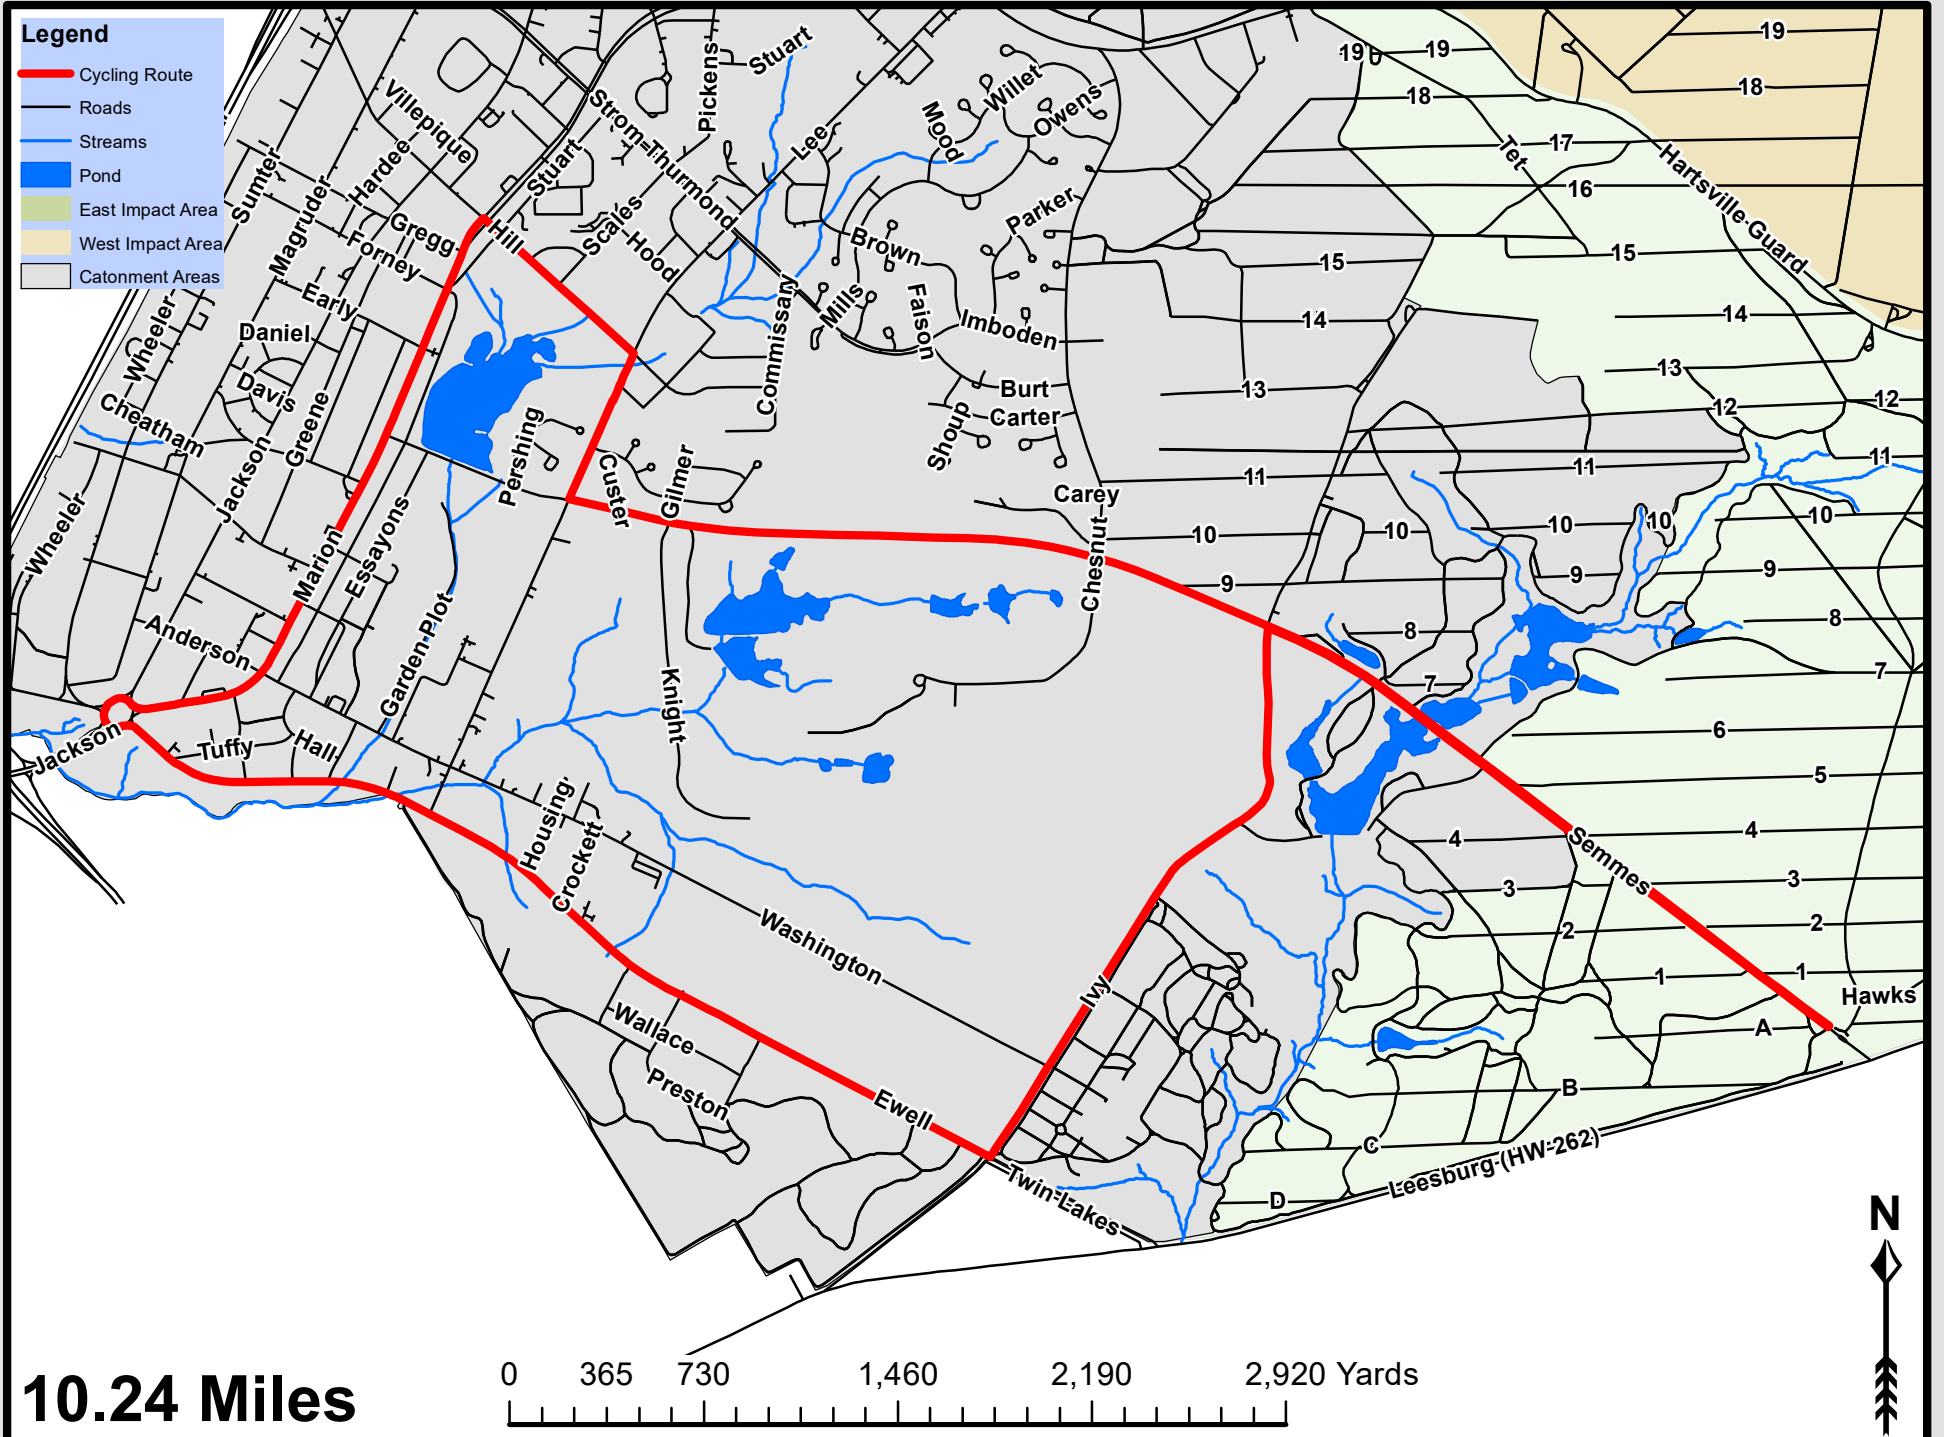 Legend
Cycling Route
Roads
Streams
Pond
East Impact Area
West Impact Area
Catonment Areas
Stuart
Pickens
Villepique
Strom-Thurmond
Lee
Willet
Mood
Owens
19
19
19
18
18
17
Tet
16
Hartsville-Guard
Sumter
Hardee
Magruder
Stuart
Scales
Hood
Gregg
Forney
Hill
Parker
Brown
15
15
Early
Daniel
Wheeler
Commissary
Mills
Faison
Imboden
14
14
Davis
Greene
Cheatham
Burt
Carter
Shoup
13
13
12
12
Jackson
Pershing
Custer
Gilmer
11
11
11
Carey
Wheeler
Marion
Essayons
Chesnut
10
10
10
10
10
9
9
9
Anderson
Garden-Plot
8
8
Knight
7
7
Jackson
Tuffy
Hall
6
5
Housing
Crockett
4
4
Semmes
3
3
Washington
2
2
Ivy
1
1
Hawks
Wallace
A
Preston
Ewell
B
C
Leesburg (HW-262)
Twin-Lakes
D
N
0 365 730 1,460 2,190 2,920 Yards
10.24 Miles